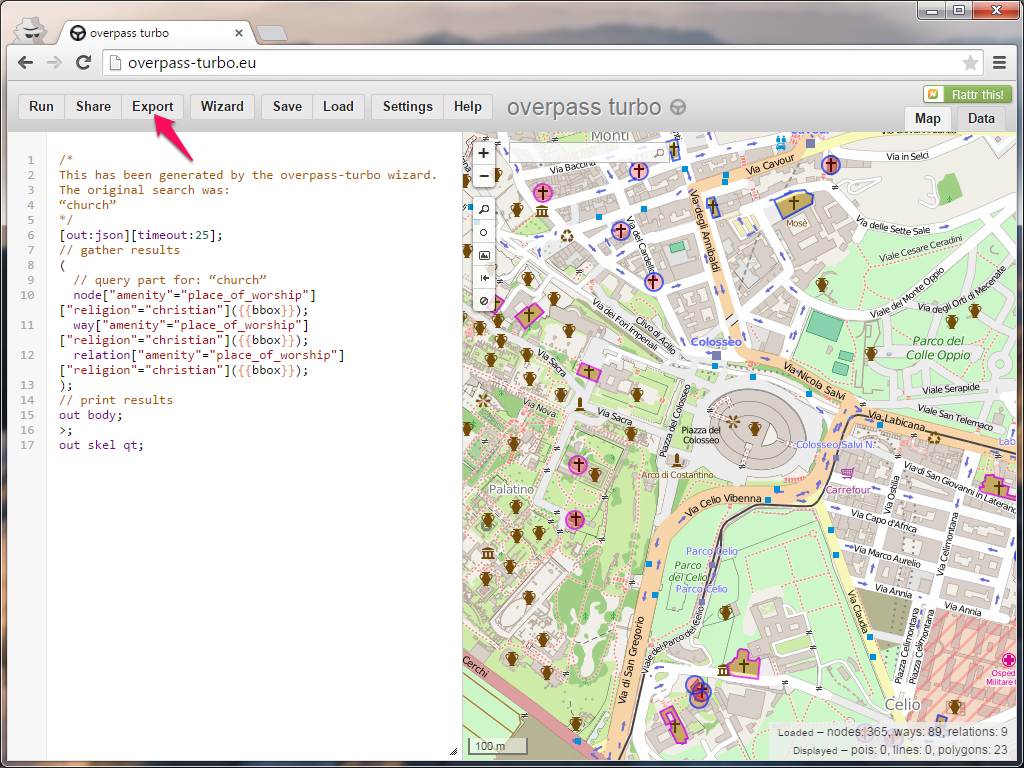 overpass turbo
overpass-turbo.eu
Run Share Export Wizard Save Load Settings Help overpass turbo
Flattr this!
Map Data
1 /*
2 This has been generated by the overpass-turbo wizard.
3 The original search was:
4 “church”
5 */
6 [out:json][timeout:25];
7 // gather results
8 (
9 // query part for: “church”
10 node["amenity"="place_of_worship"]
["religion"="christian"]({{bbox}});
11 way["amenity"="place_of_worship"]
["religion"="christian"]({{bbox}});
12 relation["amenity"="place_of_worship"]
["religion"="christian"]({{bbox}});
13 );
14 // print results
15 out body;
16 >;
17 out skel qt;
Monti
Cavour
Via Baccina
Via Cavour
Via in Selci
Via degli Annibaldi
Mosè
Via delle Sette Sale
Via del Cardello
Viale Cesare Ceradini
Viale del Monte Oppio
Via degli Orti di Mecenate
Via dei Fori Imperiali
Clivo di Acilio
Colosseo
Parco del
Colle Oppio
Via Sacra
Via Nicola Salvi
Viale Serapide
Via Nova
Via Sacra
Piazza del Colosseo
Piazza del
Colosseo
Viale San Telemaco
Via Labicana
Colosseo Salvi N.
Lab
Arco di Costantino
Carrefour
Via di San Giovanni in Laterano
Palatino
Via Celio Vibenna
Via Ostilia
Via Capo d'Africa
Via Celimontana
Parco Celio
Parco
del Celio
Parco Celio
Via Marco Aurelio
Via Annia
Via Annia
Via Claudia
Viale del Parco del Celio
Via di San Gregorio
Piazza Celimontana
Piazza Celimontana
Cerchi
Osped
Militare C
Celio
100 m
Loaded – nodes: 365, ways: 89, relations: 9
Displayed – pois: 0, lines: 0, polygons: 23